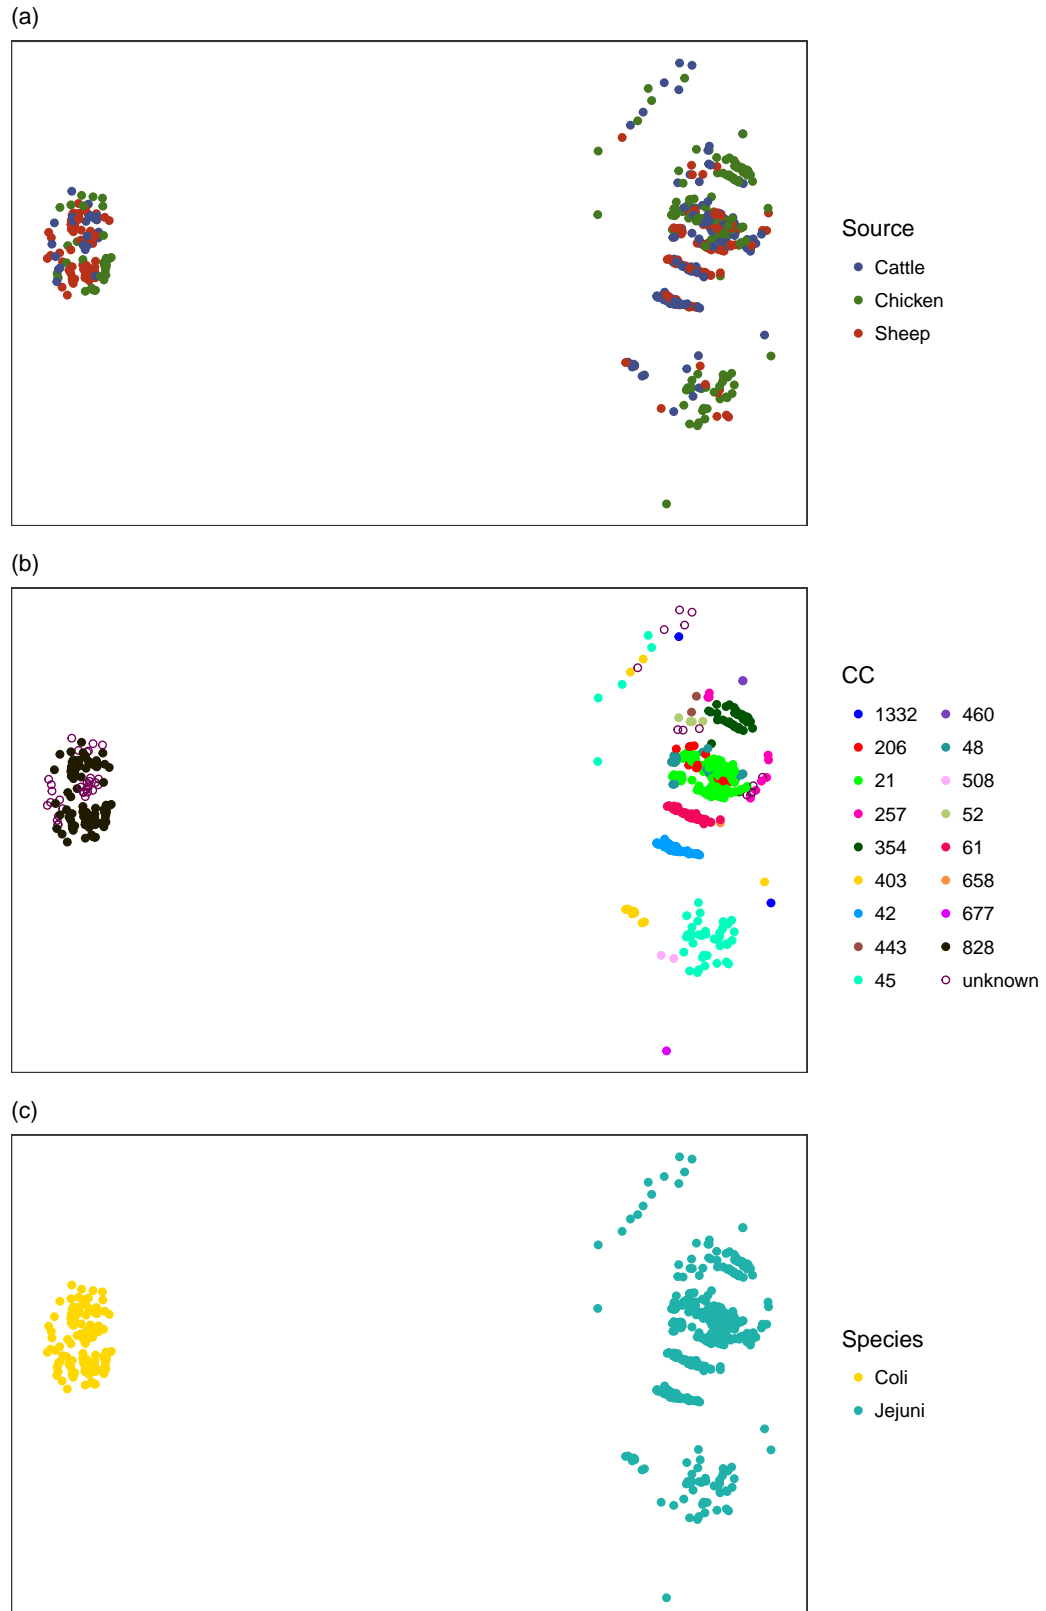 (a)
Source
Cattle
Chicken
Sheep
(b)
CC
1332 460
206 48
21 508
257 52
354 61
403 658
42 677
443 828
45 unknown
(c)
Species
Coli
Jejuni